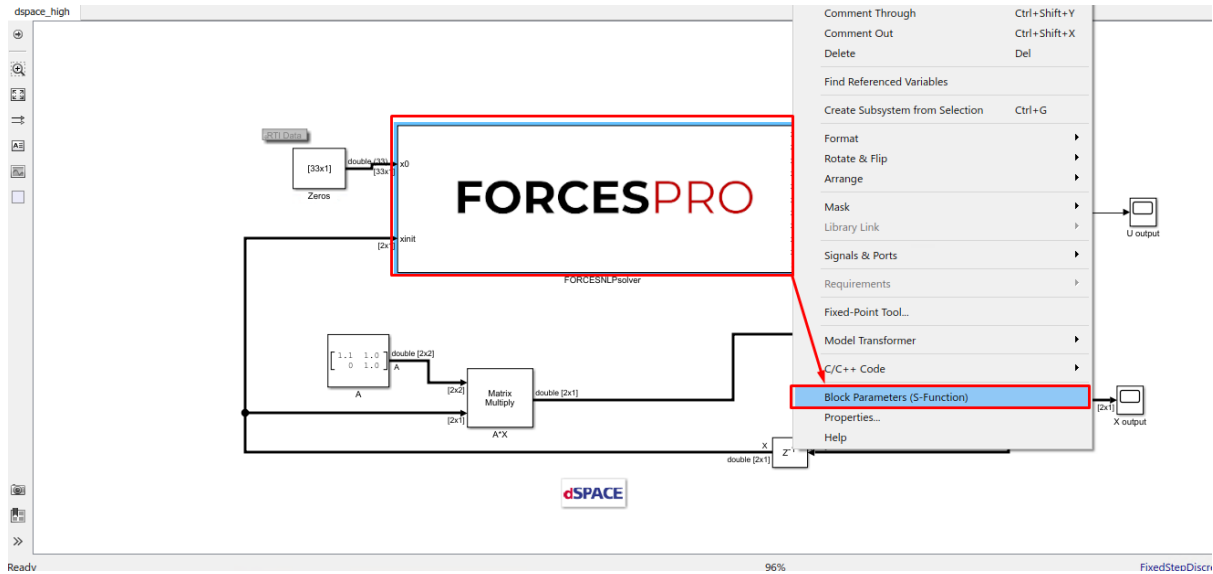 dspace_high
Comment Through Ctrl+Shift+Y
Comment Out Ctrl+Shift+X
Delete Del
Find Referenced Variables
Create Subsystem from Selection Ctrl+G
Format
Rotate & Flip
Arrange
Mask
Library Link
Signals & Ports
Requirements
Fixed-Point Tool...
Model Transformer
C/C++ Code
Block Parameters (S-Function)
Properties...
Help
RTI Data
[33x1]
Zeros
double (33)
[33x1]
x0
FORCESPRO
xinit
[2x1]
FORCESNLPsolver
U output
1.1 1.0
0 1.0
A
double [2x2]
A
[2x2]
[2x1]
Matrix
Multiply
A*X
double [2x1]
[2x1]
X output
X
double [2x1]
dSPACE
Ready
96%
FixedStepDiscre